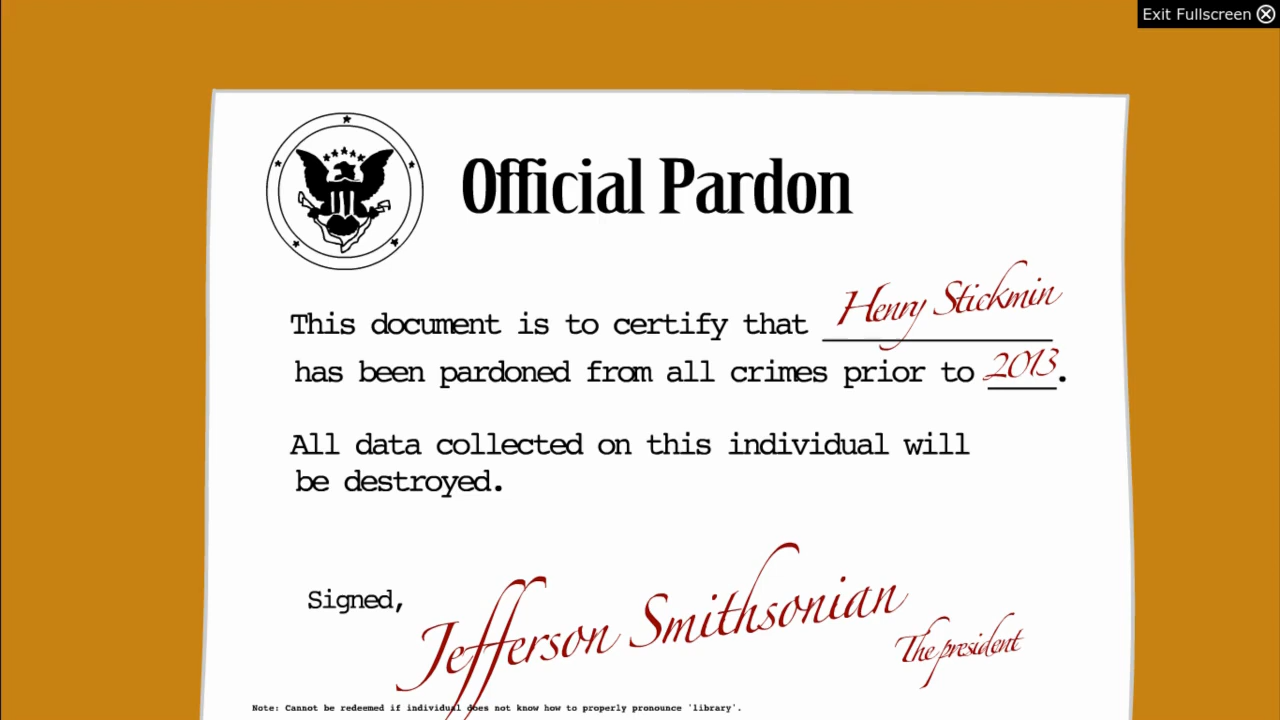 Exit Fullscreen
Official Pardon
This document is to certify that Henry Stickmin
has been pardoned from all crimes prior to 2013.
All data collected on this individual will
be destroyed.
Signed, Jefferson Smithsonian
The president
Note: Cannot be redeemed if individual does not know how to properly pronounce 'library'.